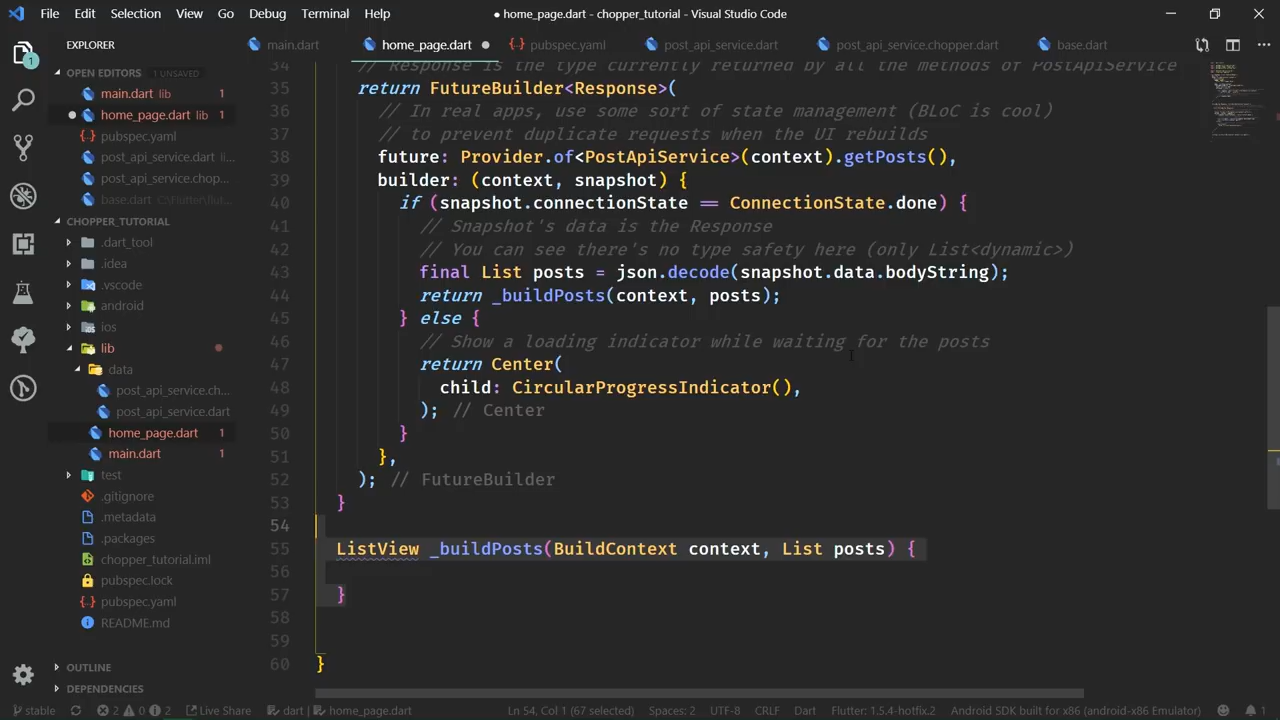 File Edit Selection View Go Debug Terminal Help
● home_page.dart - chopper_tutorial - Visual Studio Code
EXPLORER
main.dart
home_page.dart
pubspec.yaml
post_api_service.dart
post_api_service.chopper.dart
base.dart
OPEN EDITORS 1 UNSAVED
main.dart lib 1
home_page.dart lib 1
pubspec.yaml
post_api_service.dart li...
post_api_service.chop...
base.dart C:\Flutter\flut...
CHOPPER_TUTORIAL
.dart_tool
.idea
.vscode
android
ios
lib
data
post_api_service.ch...
post_api_service.dart
home_page.dart 1
main.dart 1
test
.gitignore
.metadata
.packages
chopper_tutorial.iml
pubspec.lock
pubspec.yaml
README.md
OUTLINE
DEPENDENCIES
34 // Response is the type currently returned by all the methods of PostApiService
35 return FutureBuilder<Response>(
36 // In real apps, use some sort of state management (BLoC is cool)
37 // to prevent duplicate requests when the UI rebuilds
38 future: Provider.of<PostApiService>(context).getPosts(),
39 builder: (context, snapshot) {
40 if (snapshot.connectionState == ConnectionState.done) {
41 // Snapshot's data is the Response
42 // You can see there's no type safety here (only List<dynamic>)
43 final List posts = json.decode(snapshot.data.bodyString);
44 return _buildPosts(context, posts);
45 } else {
46 // Show a loading indicator while waiting for the posts
47 return Center(
48 child: CircularProgressIndicator(),
49 ); // Center
50 }
51 },
52 ); // FutureBuilder
53 }
54
55 ListView _buildPosts(BuildContext context, List posts) {
56
57 }
58
59
60 }
1
stable 2 0 2 Live Share dart | home_page.dart Ln 54, Col 1 (67 selected) Spaces: 2 UTF-8 CRLF Dart Flutter: 1.5.4-hotfix.2 Android SDK built for x86 (android-x86 Emulator) 1